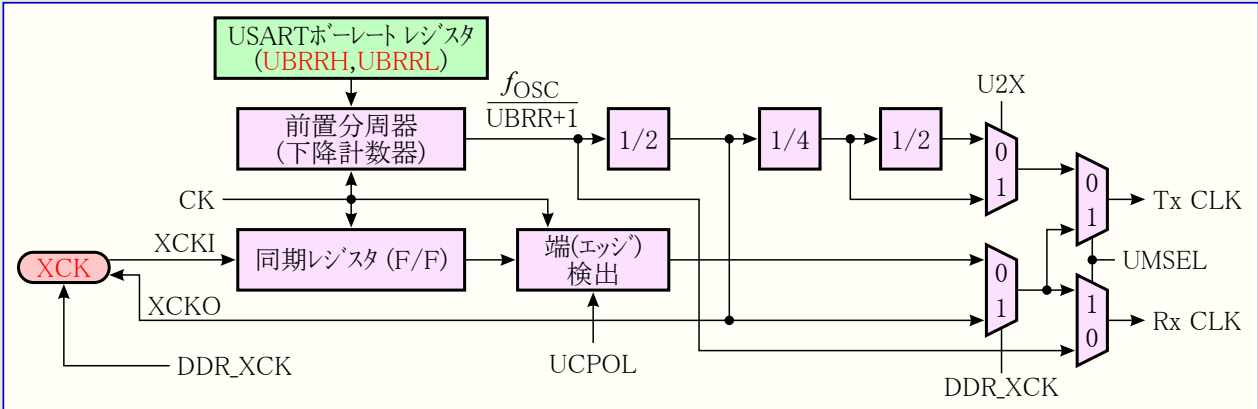 USARTボーレート レジスタ
(UBRRH,UBRRL)
fOSC
UBRR+1
U2X
前置分周器
(下降計数器)
1/2
1/4
1/2
0
1
0
1
Tx CLK
CK
XCKI
同期レジスタ (F/F)
端(エッジ)
検出
XCK
0
1
UMSEL
XCKO
1
0
Rx CLK
DDR_XCK
UCPOL
DDR_XCK